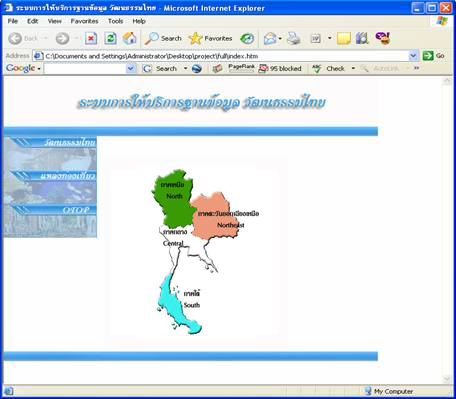 ระบบการให้บริการฐานข้อมูล วัฒนธรรมไทย - Microsoft Internet Explorer
File Edit View Favorites Tools Help
Back Search Favorites
Address C:\Documents and Settings\Administrator\Desktop\project\full\index.htm Go
Google Search PageRank 95 blocked Check AutoLink
ระบบการให้บริการฐานข้อมูล วัฒนธรรมไทย
วัฒนธรรมไทย
แหล่งท่องเที่ยว
OTOP
ภาคเหนือ
North
ภาคตะวันออกเฉียงเหนือ
Northeast
ภาคกลาง
Central
ภาคใต้
South
My Computer